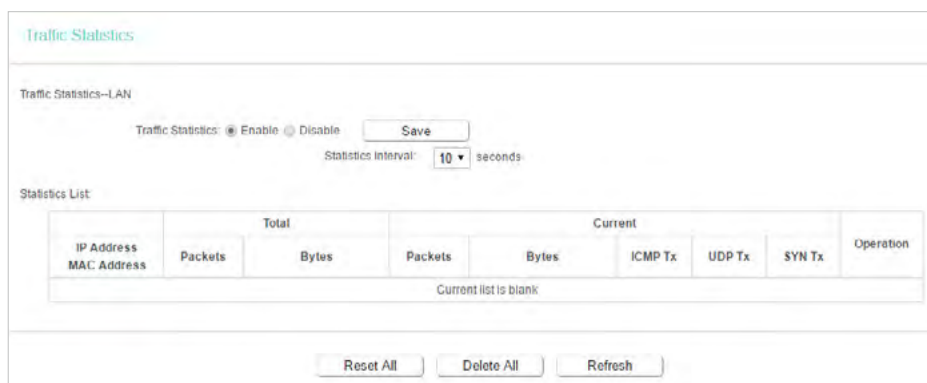 Traffic Statistics
Traffic Statistics--LAN
Traffic Statistics: Enable Disable Save
Statistics Interval: 10 seconds
Statistics List:
Total Current
IP Address
MAC Address Packets Bytes Packets Bytes ICMP Tx UDP Tx SYN Tx Operation
Current list is blank
Reset All Delete All Refresh